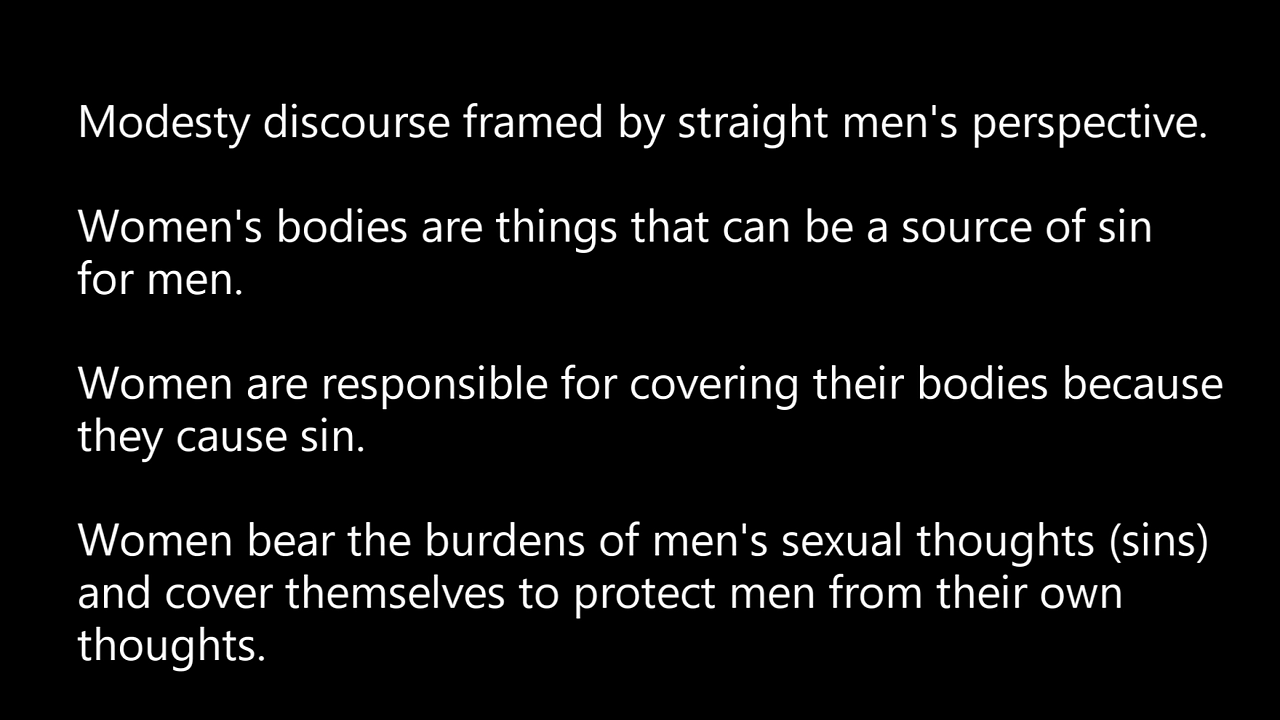 Modesty discourse framed by straight men's perspective.
Women's bodies are things that can be a source of sin
for men.
Women are responsible for covering their bodies because
they cause sin.
Women bear the burdens of men's sexual thoughts (sins)
and cover themselves to protect men from their own
thoughts.